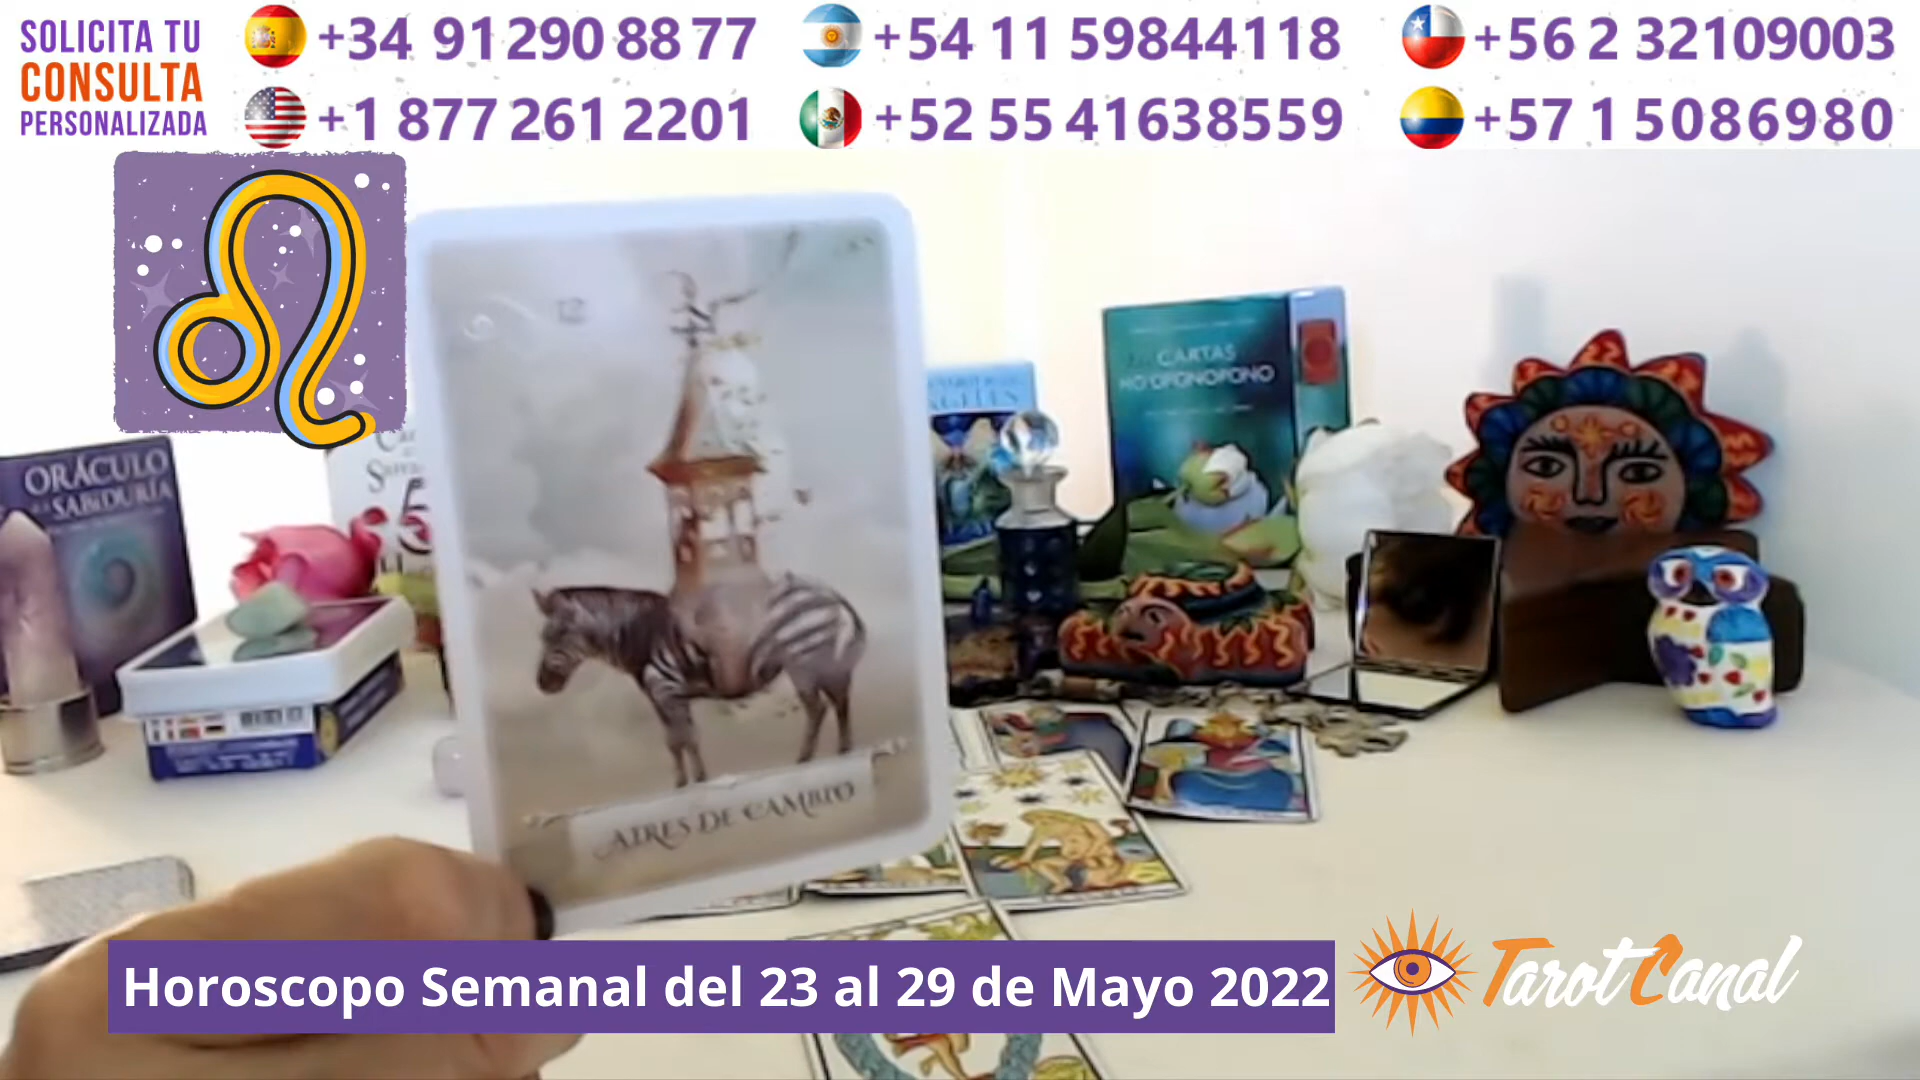 SOLICITA TU
CONSULTA
PERSONALIZADA
+34 91 290 88 77
+54 11 59844118
+56 2 32109003
+1 877 261 2201
+52 55 41638559
+57 1 5086980
12
CARTAS
HO'OPONOPONO
ORÁCULO
SABIDURÍA
5
AIRES DE CAMBIO
Horoscopo Semanal del 23 al 29 de Mayo 2022
TarotCanal